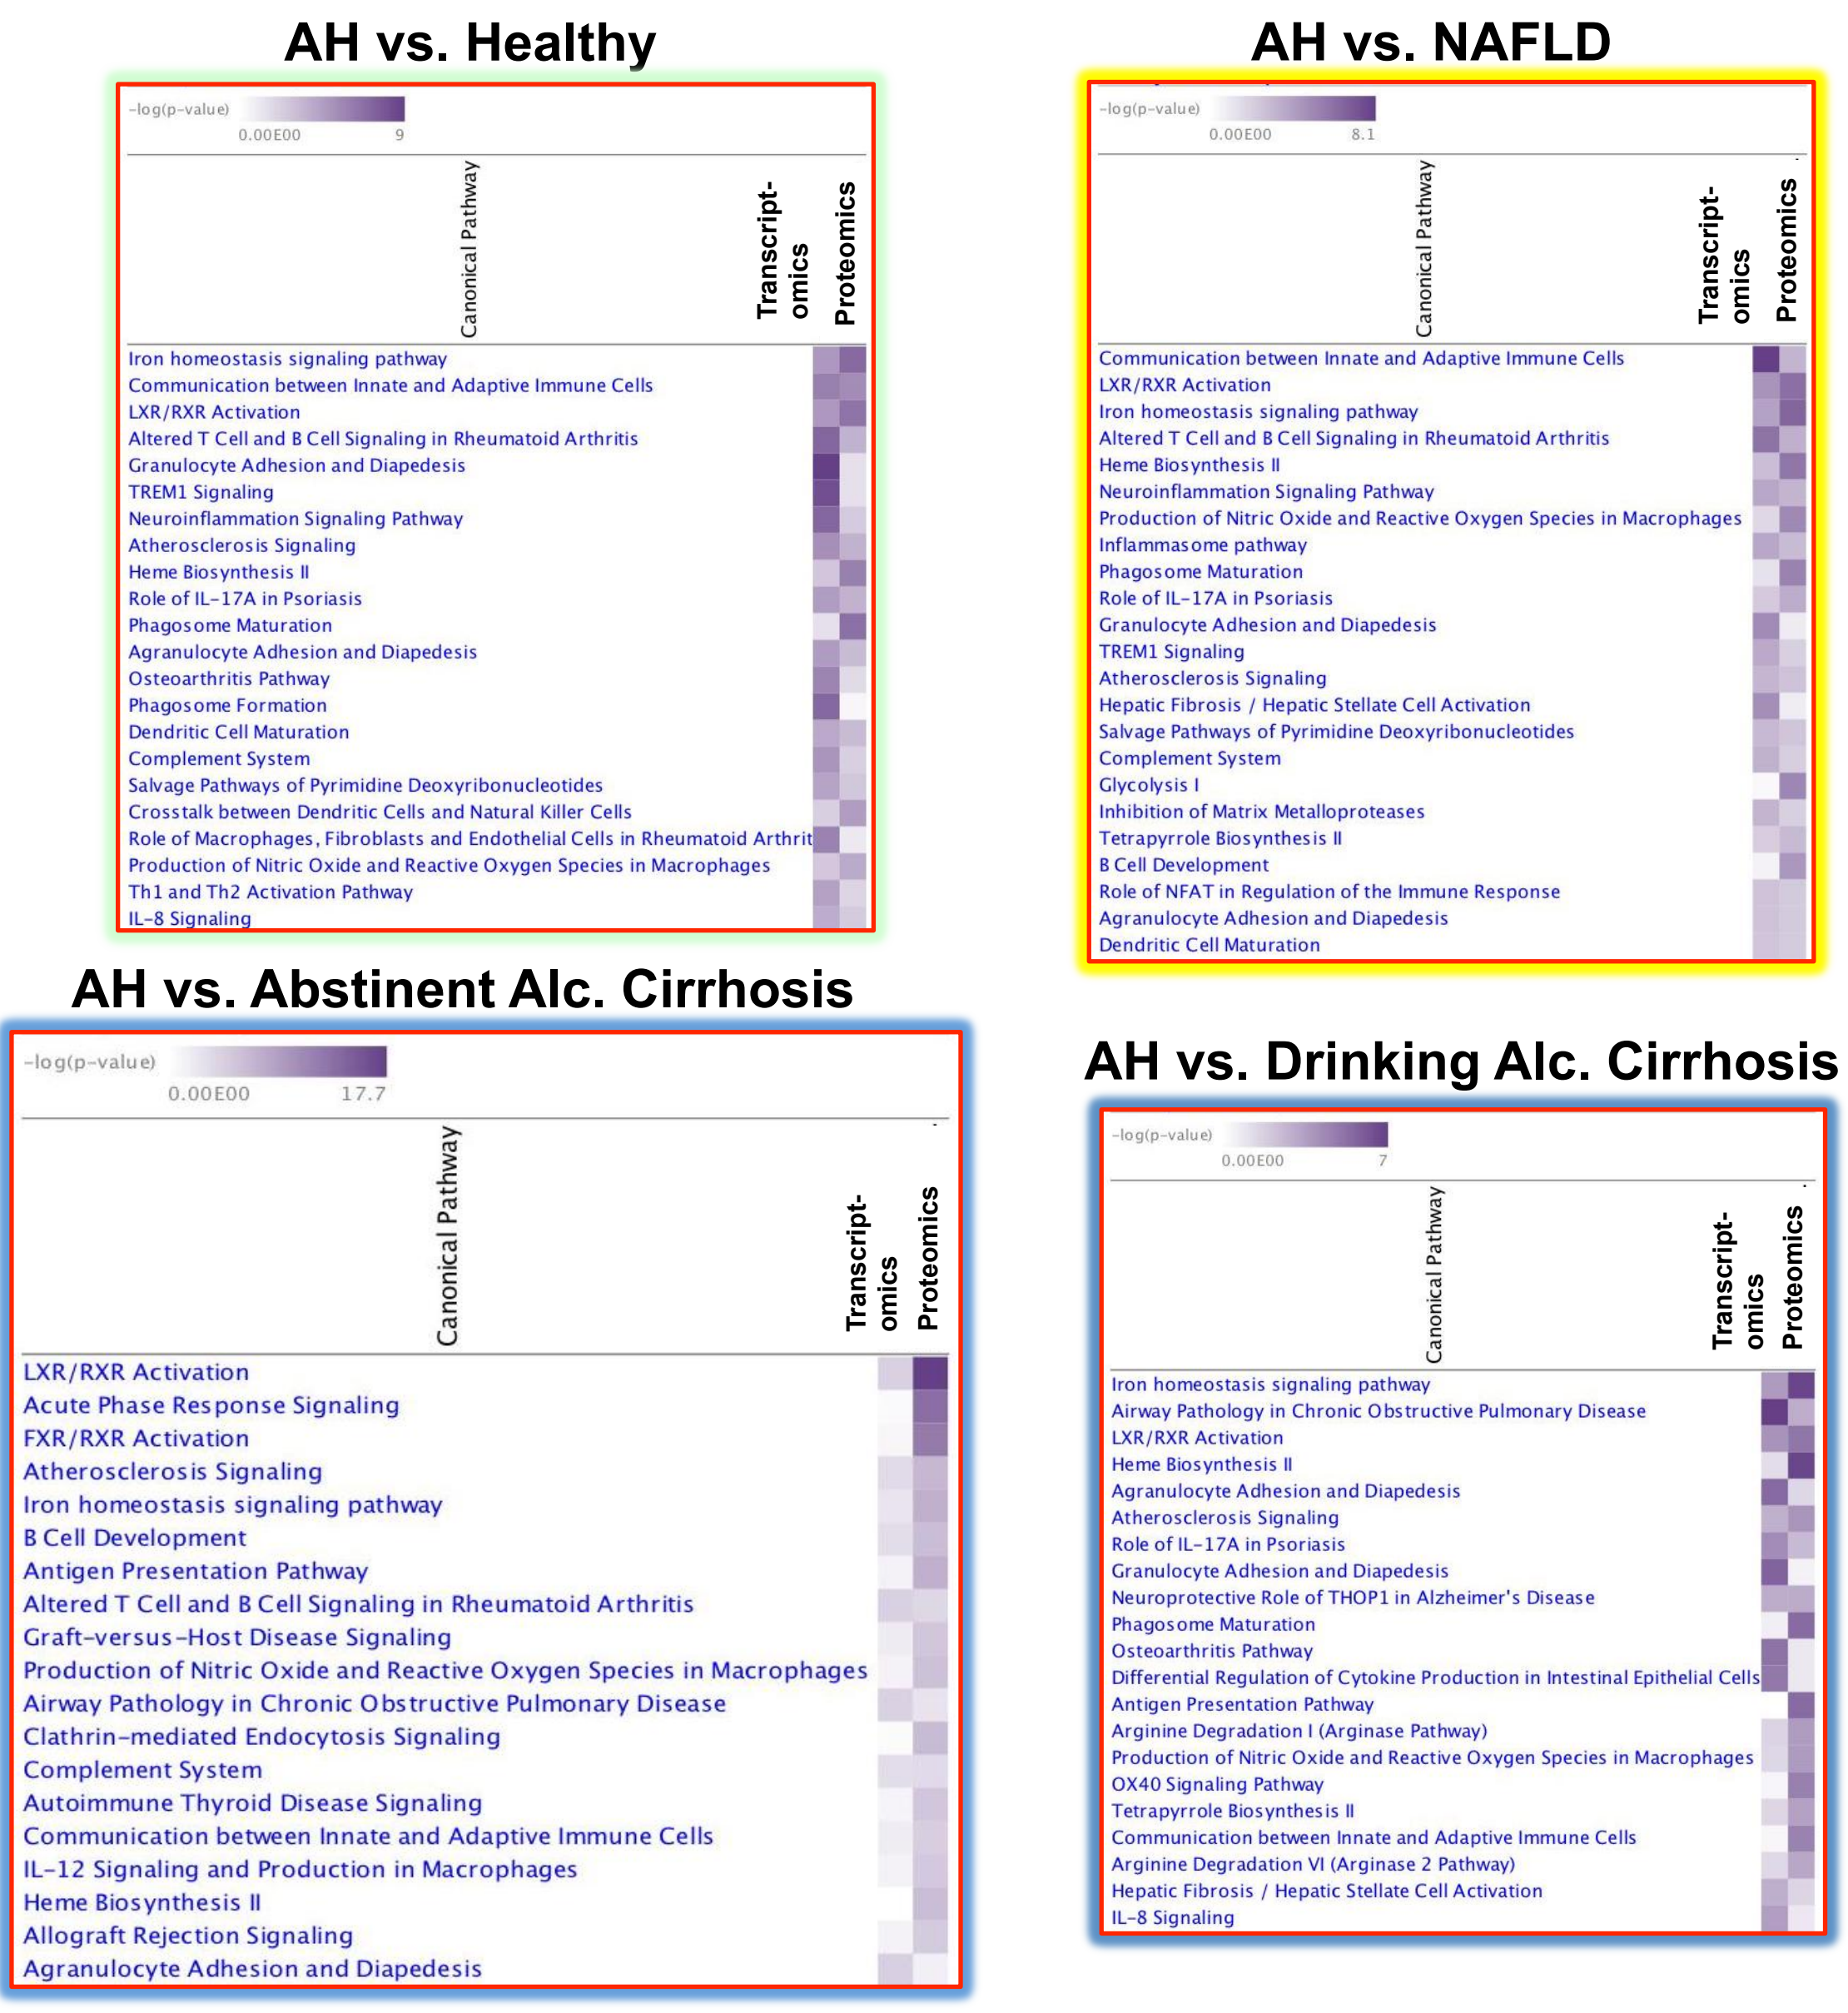 AH vs. Healthy
-log(p-value)
0.00E00 9
Canonical Pathway
Transcript-
omics
Proteomics
Iron homeostasis signaling pathway
Communication between Innate and Adaptive Immune Cells
LXR/RXR Activation
Altered T Cell and B Cell Signaling in Rheumatoid Arthritis
Granulocyte Adhesion and Diapedesis
TREM1 Signaling
Neuroinflammation Signaling Pathway
Atherosclerosis Signaling
Heme Biosynthesis II
Role of IL-17A in Psoriasis
Phagosome Maturation
Agranulocyte Adhesion and Diapedesis
Osteoarthritis Pathway
Phagosome Formation
Dendritic Cell Maturation
Complement System
Salvage Pathways of Pyrimidine Deoxyribonucleotides
Crosstalk between Dendritic Cells and Natural Killer Cells
Role of Macrophages, Fibroblasts and Endothelial Cells in Rheumatoid Arthrit
Production of Nitric Oxide and Reactive Oxygen Species in Macrophages
Th1 and Th2 Activation Pathway
IL-8 Signaling
AH vs. NAFLD
-log(p-value)
0.00E00 8.1
Canonical Pathway
Transcript-
omics
Proteomics
Communication between Innate and Adaptive Immune Cells
LXR/RXR Activation
Iron homeostasis signaling pathway
Altered T Cell and B Cell Signaling in Rheumatoid Arthritis
Heme Biosynthesis II
Neuroinflammation Signaling Pathway
Production of Nitric Oxide and Reactive Oxygen Species in Macrophages
Inflammasome pathway
Phagosome Maturation
Role of IL-17A in Psoriasis
Granulocyte Adhesion and Diapedesis
TREM1 Signaling
Atherosclerosis Signaling
Hepatic Fibrosis / Hepatic Stellate Cell Activation
Salvage Pathways of Pyrimidine Deoxyribonucleotides
Complement System
Glycolysis I
Inhibition of Matrix Metalloproteases
Tetrapyrrole Biosynthesis II
B Cell Development
Role of NFAT in Regulation of the Immune Response
Agranulocyte Adhesion and Diapedesis
Dendritic Cell Maturation
AH vs. Abstinent Alc. Cirrhosis
-log(p-value)
0.00E00 17.7
Canonical Pathway
Transcript-
omics
Proteomics
LXR/RXR Activation
Acute Phase Response Signaling
FXR/RXR Activation
Atherosclerosis Signaling
Iron homeostasis signaling pathway
B Cell Development
Antigen Presentation Pathway
Altered T Cell and B Cell Signaling in Rheumatoid Arthritis
Graft-versus-Host Disease Signaling
Production of Nitric Oxide and Reactive Oxygen Species in Macrophages
Airway Pathology in Chronic Obstructive Pulmonary Disease
Clathrin-mediated Endocytosis Signaling
Complement System
Autoimmune Thyroid Disease Signaling
Communication between Innate and Adaptive Immune Cells
IL-12 Signaling and Production in Macrophages
Heme Biosynthesis II
Allograft Rejection Signaling
Agranulocyte Adhesion and Diapedesis
AH vs. Drinking Alc. Cirrhosis
-log(p-value)
0.00E00 7
Canonical Pathway
Transcript-
omics
Proteomics
Iron homeostasis signaling pathway
Airway Pathology in Chronic Obstructive Pulmonary Disease
LXR/RXR Activation
Heme Biosynthesis II
Agranulocyte Adhesion and Diapedesis
Atherosclerosis Signaling
Role of IL-17A in Psoriasis
Granulocyte Adhesion and Diapedesis
Neuroprotective Role of THOP1 in Alzheimer's Disease
Phagosome Maturation
Osteoarthritis Pathway
Differential Regulation of Cytokine Production in Intestinal Epithelial Cells
Antigen Presentation Pathway
Arginine Degradation I (Arginase Pathway)
Production of Nitric Oxide and Reactive Oxygen Species in Macrophages
OX40 Signaling Pathway
Tetrapyrrole Biosynthesis II
Communication between Innate and Adaptive Immune Cells
Arginine Degradation VI (Arginase 2 Pathway)
Hepatic Fibrosis / Hepatic Stellate Cell Activation
IL-8 Signaling